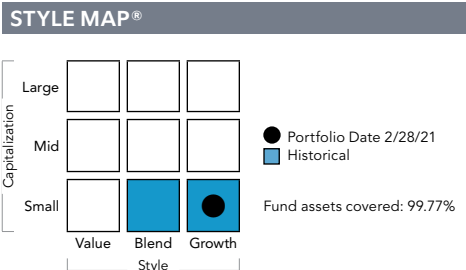 STYLE MAP®
Capitalization
Large
Mid
Small
Value Blend Growth
Style
Portfolio Date 2/28/21
Historical
Fund assets covered: 99.77%